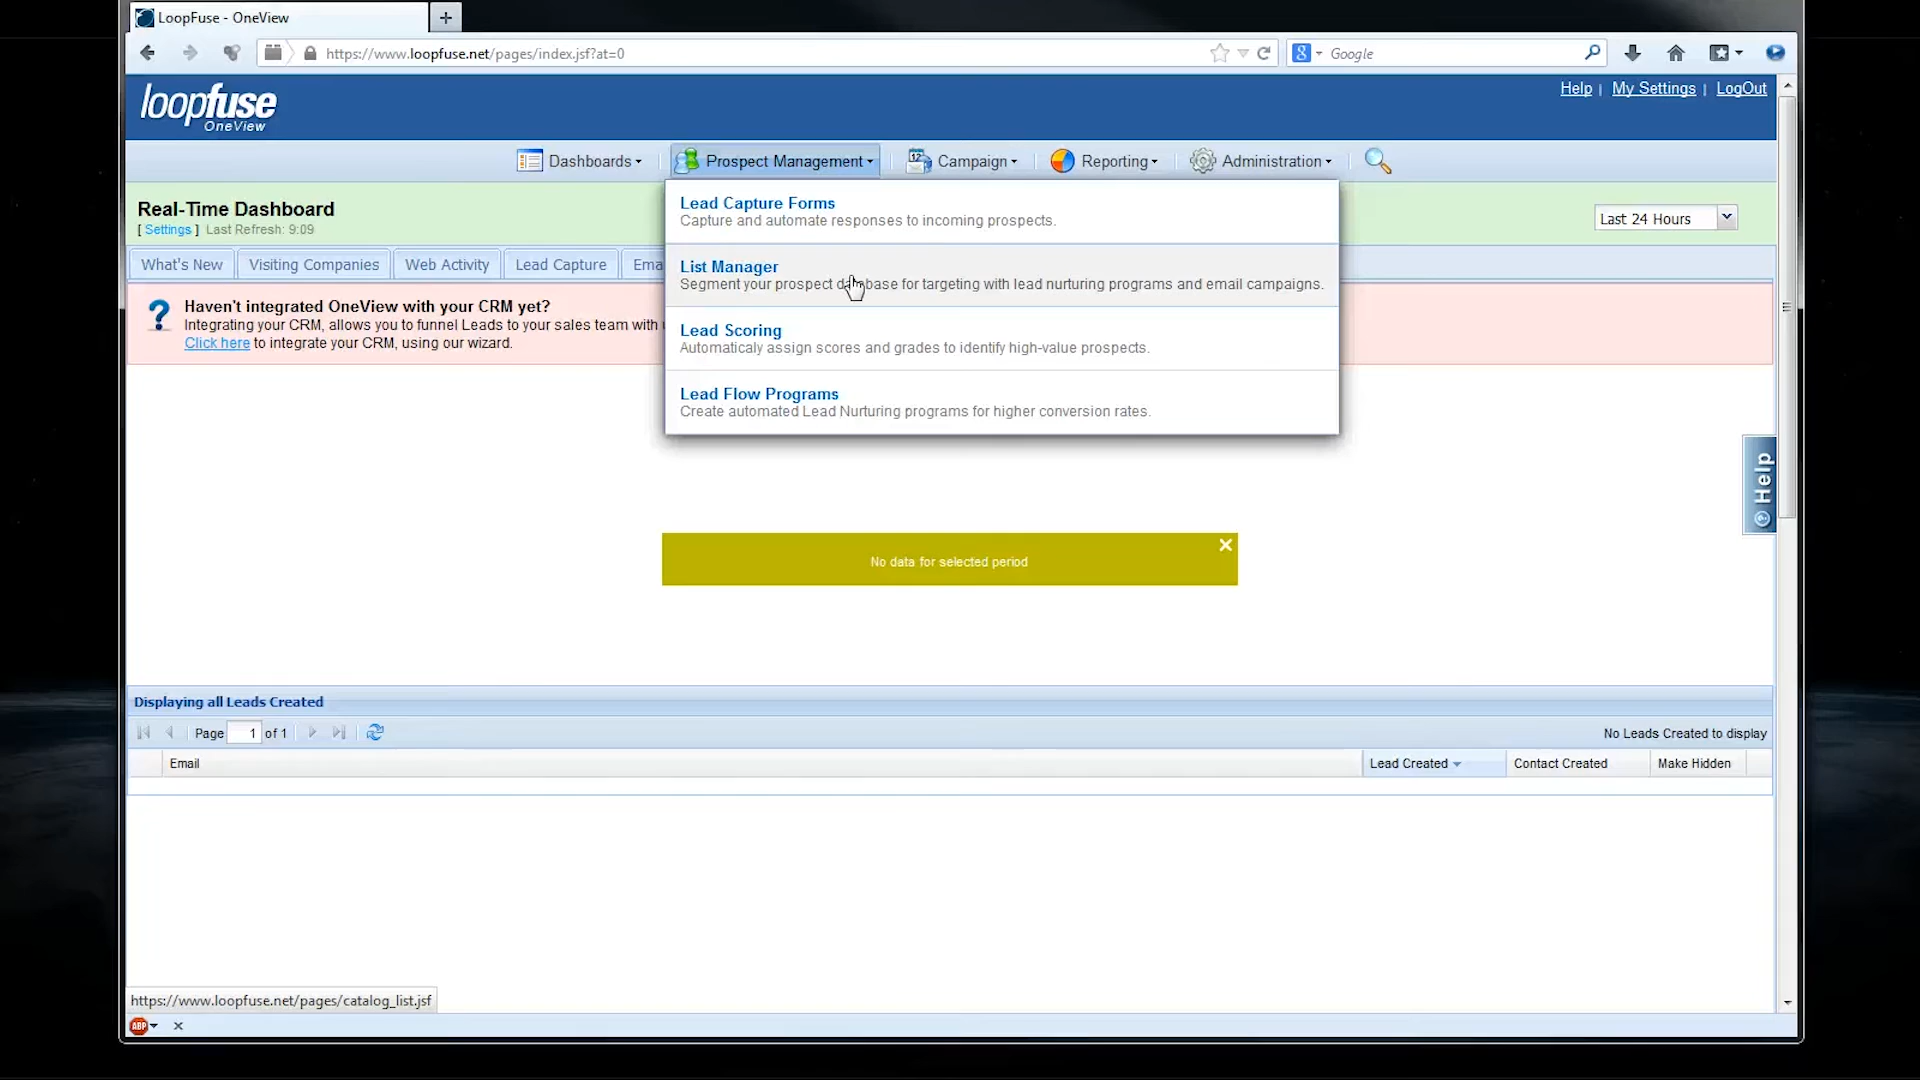 LoopFuse - OneView
https://www.loopfuse.net/pages/index.jsf?at=0
Google
loopfuse
OneView
Help | My Settings | LogOut
Dashboards
Prospect Management
Campaign
Reporting
Administration
Real-Time Dashboard
[ Settings ] Last Refresh: 9:09
Last 24 Hours
What's New
Visiting Companies
Web Activity
Lead Capture
Ema
Lead Capture Forms
Capture and automate responses to incoming prospects.
List Manager
Segment your prospect database for targeting with lead nurturing programs and email campaigns.
Lead Scoring
Automaticaly assign scores and grades to identify high-value prospects.
Lead Flow Programs
Create automated Lead Nurturing programs for higher conversion rates.
Haven't integrated OneView with your CRM yet?
Integrating your CRM, allows you to funnel Leads to your sales team with
Click here to integrate your CRM, using our wizard.
Help
No data for selected period
Displaying all Leads Created
Page 1 of 1
No Leads Created to display
Email
Lead Created
Contact Created
Make Hidden
https://www.loopfuse.net/pages/catalog_list.jsf
ABP